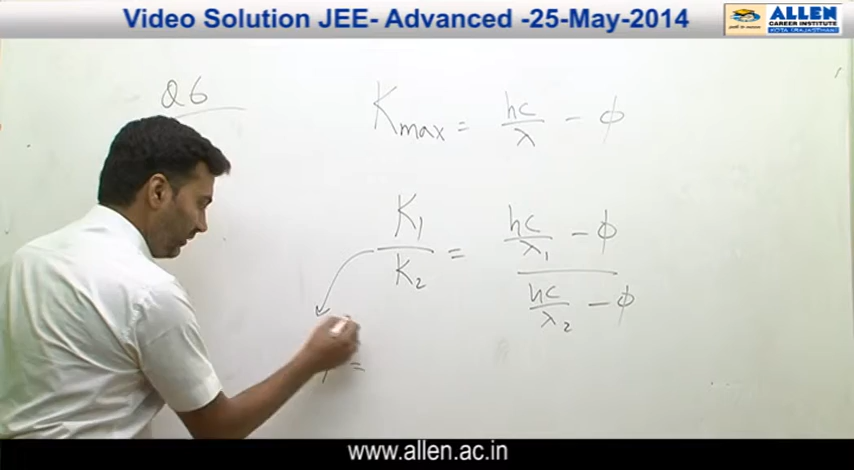 Video Solution JEE- Advanced -25-May-2014
ALLEN
CAREER INSTITUTE
KOTA (RAJASTHAN)
Q6
Kmax = hc/λ - ϕ
K₁/K₂ = (hc/λ₁ - ϕ)/(hc/λ₂ - ϕ)
=
www.allen.ac.in